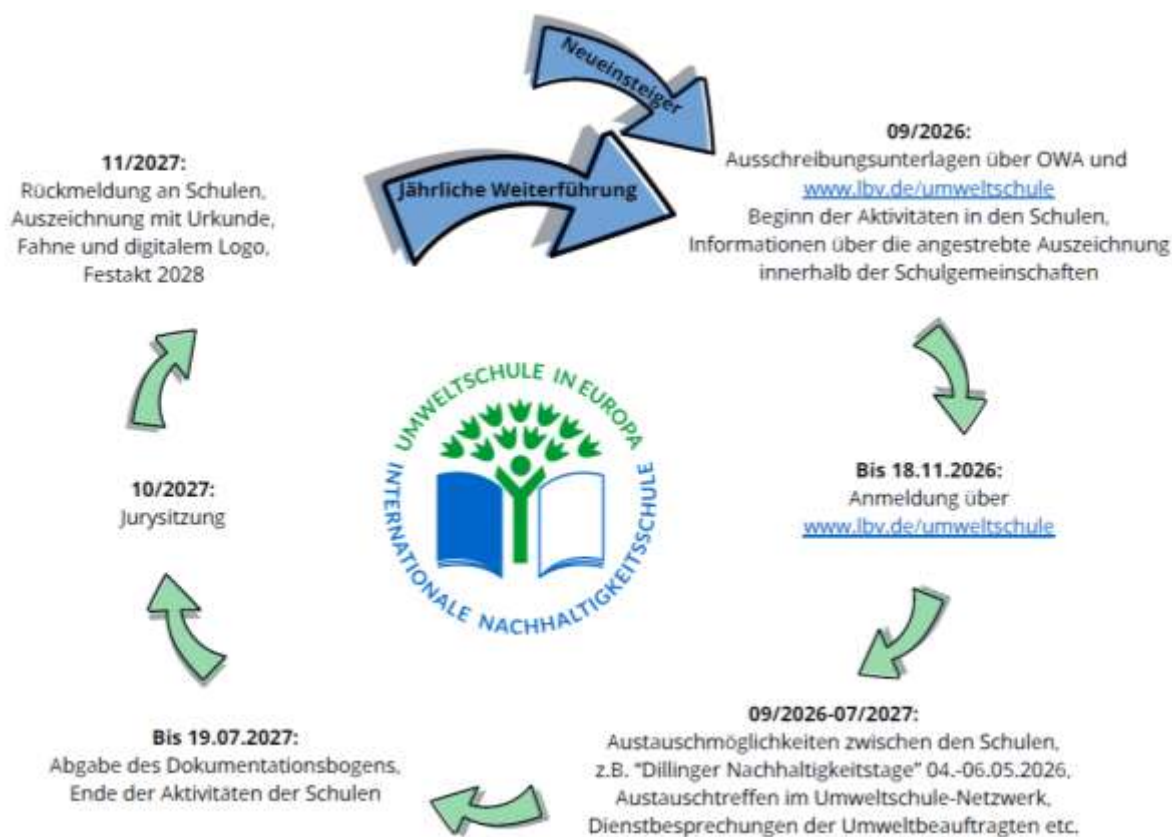 Neueinsteiger
Jährliche Weiterführung
09/2026:
Ausschreibungsunterlagen über OWA und
www.lbv.de/umweltschule
Beginn der Aktivitäten in den Schulen,
Informationen über die angestrebte Auszeichnung
innerhalb der Schulgemeinschaften
Bis 18.11.2026:
Anmeldung über
www.lbv.de/umweltschule
09/2026-07/2027:
Austauschmöglichkeiten zwischen den Schulen,
z.B. "Dillinger Nachhaltigkeitstage" 04.-06.05.2026,
Austauschtreffen im Umweltschule-Netzwerk,
Dienstbesprechungen der Umweltbeauftragten etc.
Bis 19.07.2027:
Abgabe des Dokumentationsbogens,
Ende der Aktivitäten der Schulen
10/2027:
Jurysitzung
11/2027:
Rückmeldung an Schulen,
Auszeichnung mit Urkunde,
Fahne und digitalem Logo,
Festakt 2028
UMWELTSCHULE IN EUROPA
INTERNATIONALE NACHHALTIGKEITSSCHULE